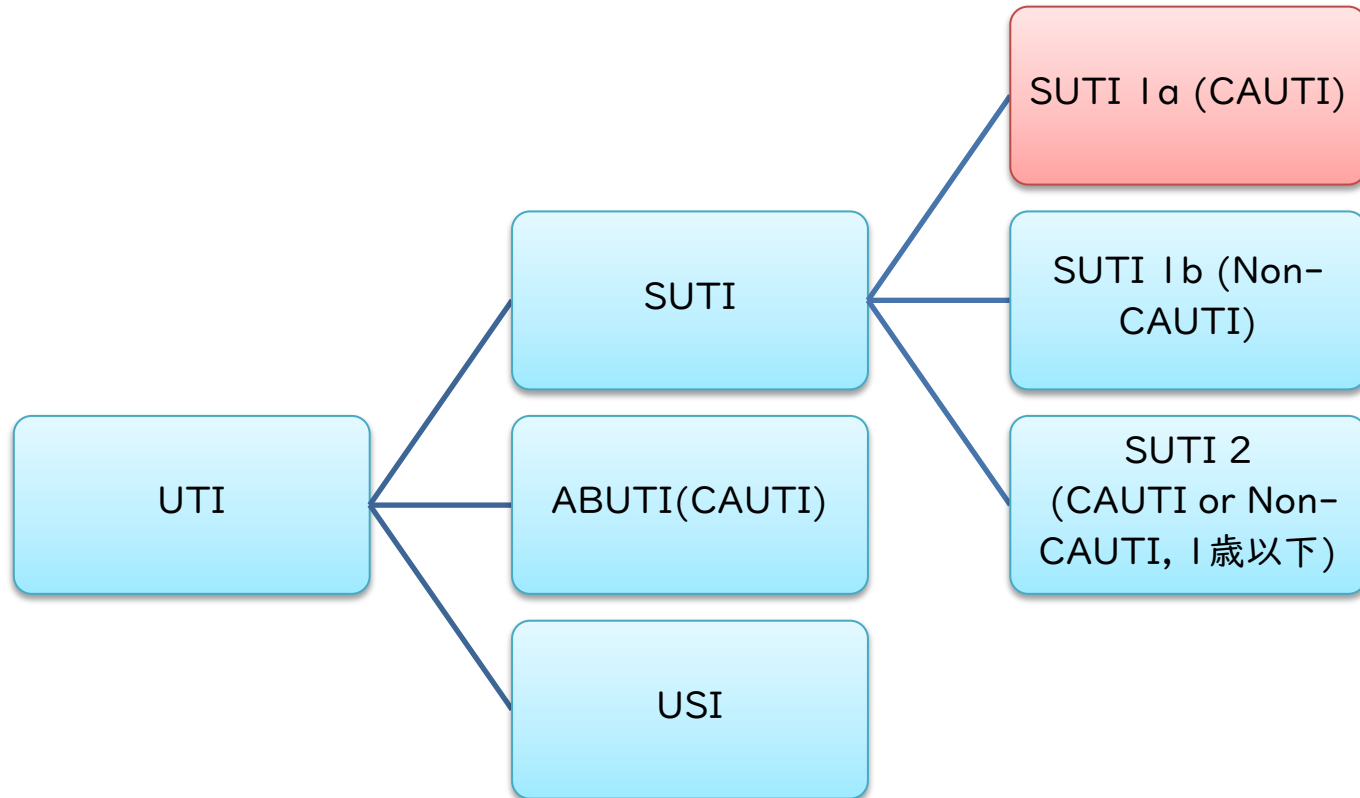 UTI
SUTI
ABUTI(CAUTI)
USI
SUTI 1a (CAUTI)
SUTI 1b (Non-
CAUTI)
SUTI 2
(CAUTI or Non-
CAUTI, 1歳以下)